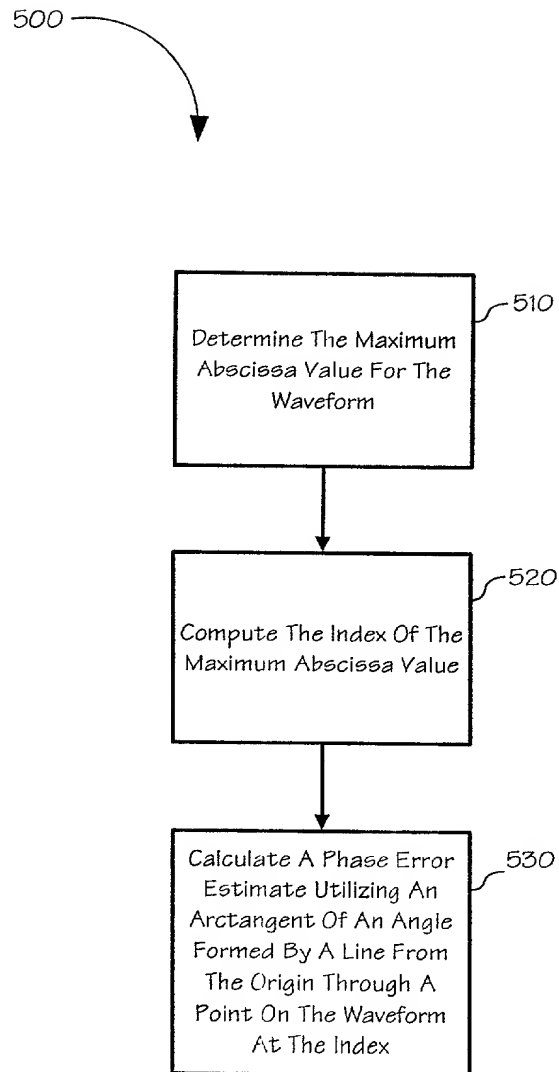 500
510
Determine The Maximum
Abscissa Value For The
Waveform
520
Compute The Index Of The
Maximum Abscissa Value
530
Calculate A Phase Error
Estimate Utilizing An
Arctangent Of An Angle
Formed By A Line From
The Origin Through A
Point On The Waveform
At The Index